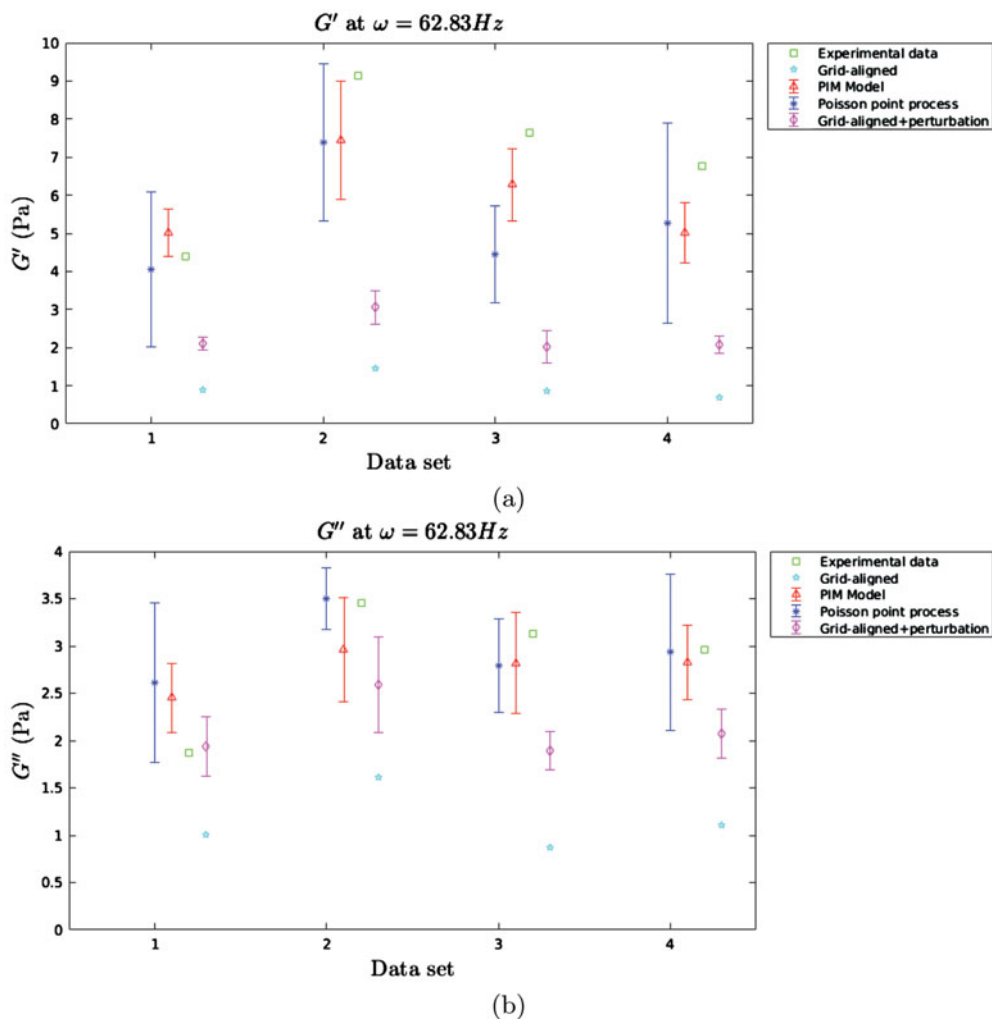 G′ at ω = 62.83Hz
10
9
8
7
6
5
4
3
2
1
0
G′ (Pa)
1 2 3 4
Data set
Experimental data
Grid-aligned
PIM Model
Poisson point process
Grid-aligned+perturbation
(a)
G″ at ω = 62.83Hz
4
3.5
3
2.5
2
1.5
1
0.5
0
G″ (Pa)
1 2 3 4
Data set
Experimental data
Grid-aligned
PIM Model
Poisson point process
Grid-aligned+perturbation
(b)